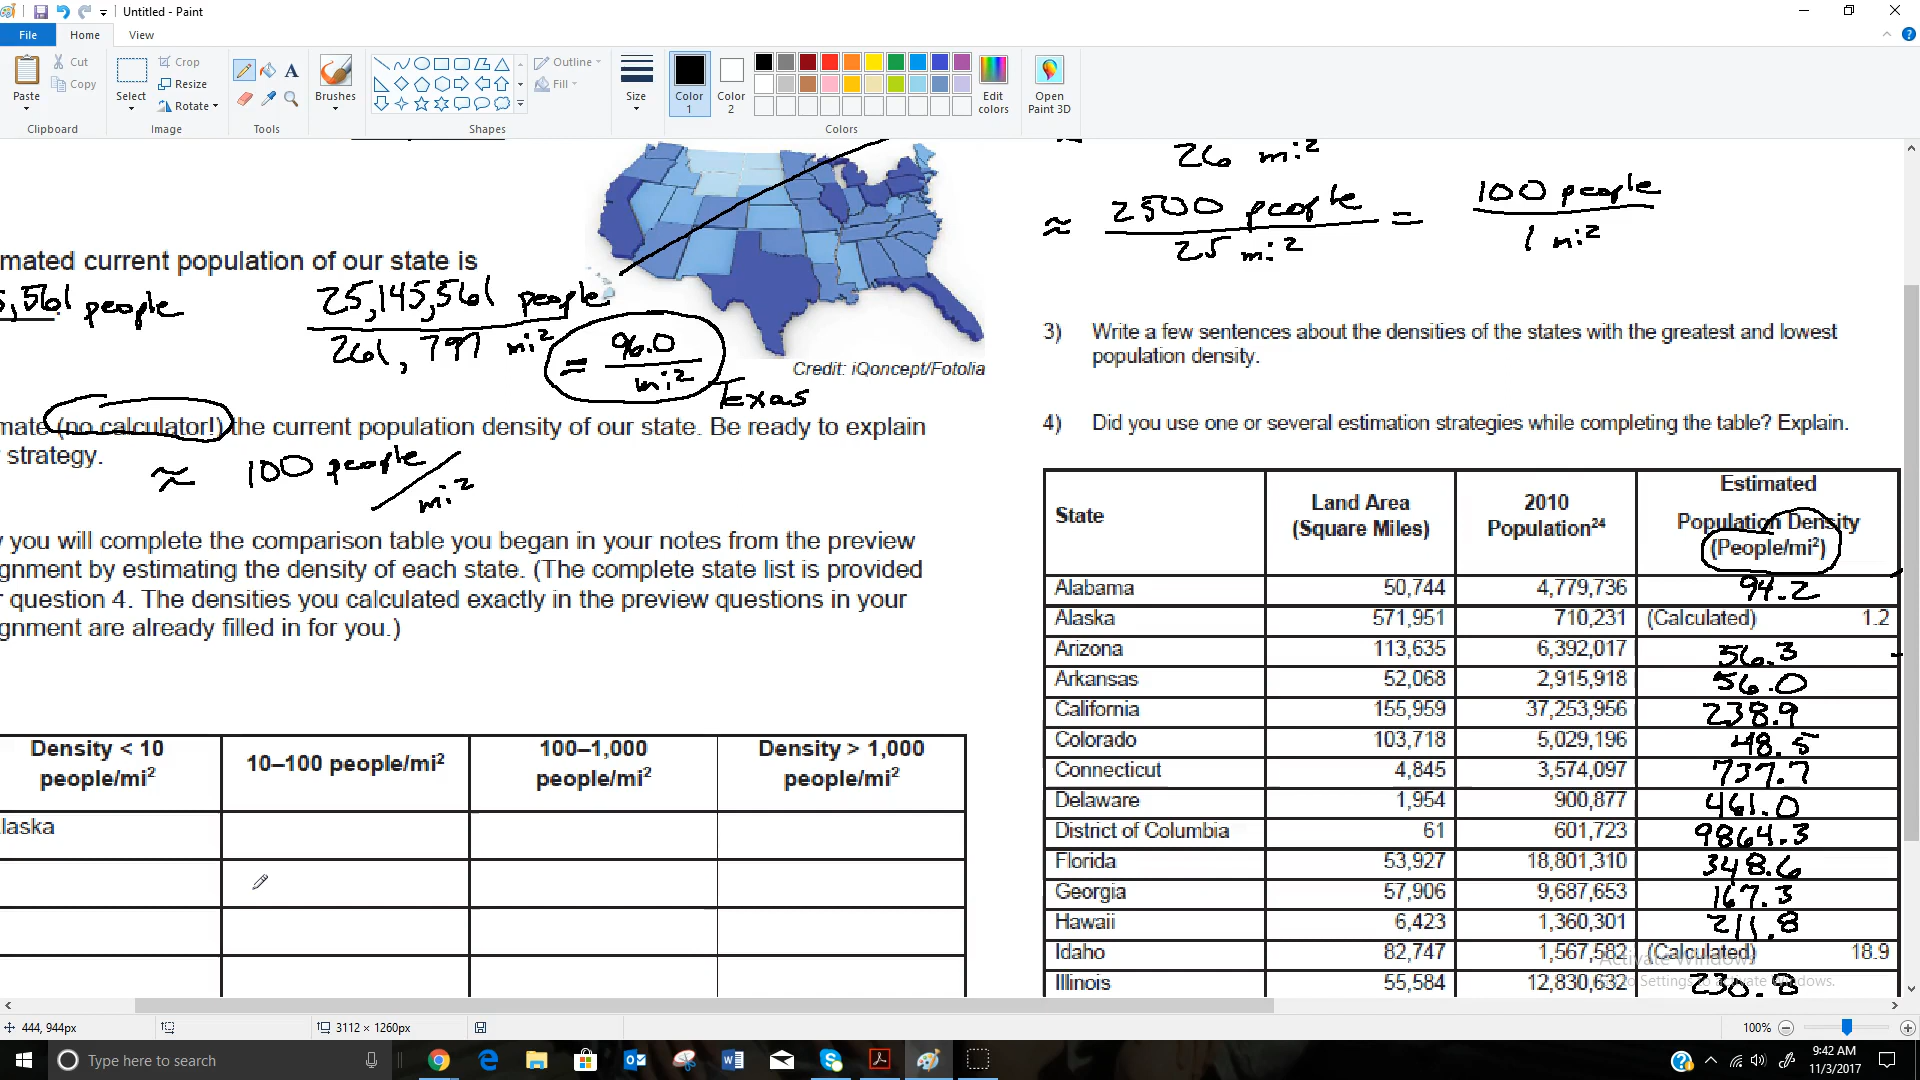 Untitled - Paint
File
Home
View
Paste
Cut
Copy
Clipboard
Select
Crop
Resize
Rotate
Image
Tools
Brushes
Shapes
Outline
Fill
Size
Color 1
Color 2
Colors
Edit colors
Open Paint 3D
mated current population of our state is
5,561 people
25,145,561 people
261,797 mi²
= 96.0
mi²
Texas
Credit: iQoncept/Fotolia
mate (no calculator!) the current population density of our state. Be ready to explain
strategy.
≈ 100 people/mi²
you will complete the comparison table you began in your notes from the preview
gnment by estimating the density of each state. (The complete state list is provided
question 4. The densities you calculated exactly in the preview questions in your
gnment are already filled in for you.)
Density < 10 people/mi²
10–100 people/mi²
100–1,000 people/mi²
Density > 1,000 people/mi²
laska
26 mi²
≈ 2500 people = 100 people
25 mi² 1 mi²
3) Write a few sentences about the densities of the states with the greatest and lowest
population density.
4) Did you use one or several estimation strategies while completing the table? Explain.
State Land Area (Square Miles) 2010 Population24 Estimated Population Density (People/mi²)
Alabama 50,744 4,779,736 94.2
Alaska 571,951 710,231 (Calculated) 1.2
Arizona 113,635 6,392,017 56.3
Arkansas 52,068 2,915,918 56.0
California 155,959 37,253,956 238.9
Colorado 103,718 5,029,196 48.5
Connecticut 4,845 3,574,097 737.7
Delaware 1,954 900,877 461.0
District of Columbia 61 601,723 9864.3
Florida 53,927 18,801,310 348.6
Georgia 57,906 9,687,653 167.3
Hawaii 6,423 1,360,301 211.8
Idaho 82,747 1,567,582 (Calculated) 18.9
Illinois 55,584 12,830,632 230.8
Activate Windows
Go to Settings to activate Windows.
444, 944px
3112 × 1260px
100%
Type here to search
9:42 AM
11/3/2017